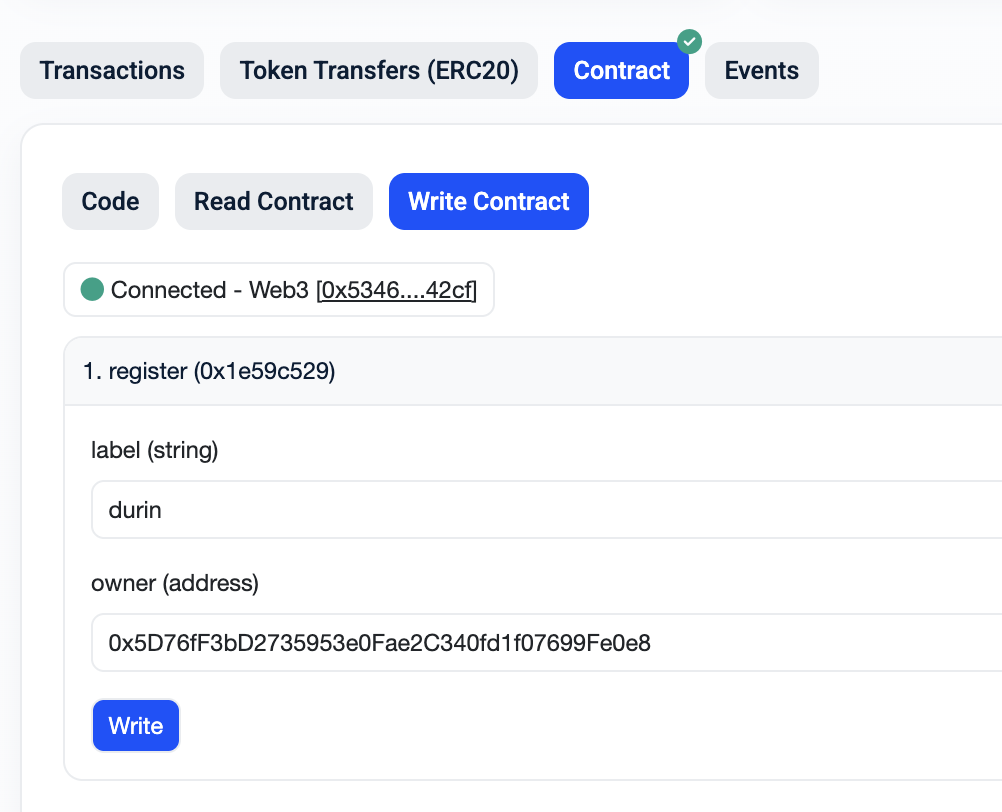 Transactions
Token Transfers (ERC20)
Contract
Events
Code
Read Contract
Write Contract
Connected - Web3 [0x5346....42cf]
1. register (0x1e59c529)
label (string)
durin
owner (address)
0x5D76fF3bD2735953e0Fae2C340fd1f07699Fe0e8
Write